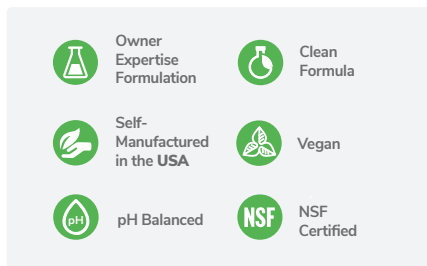 Owner
Expertise
Formulation
Clean
Formula
Self-
Manufactured
in the USA
Vegan
pH
pH Balanced
NSF
NSF
Certified